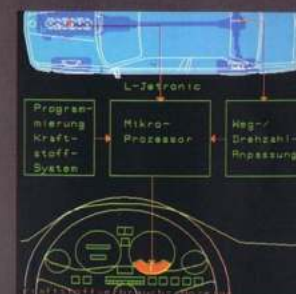 L-Jetronic
Program-
mierung
Kraft-
stoff-
System
Mikro-
Prozessor
Weg-/
Drehzahl-
Anpassung